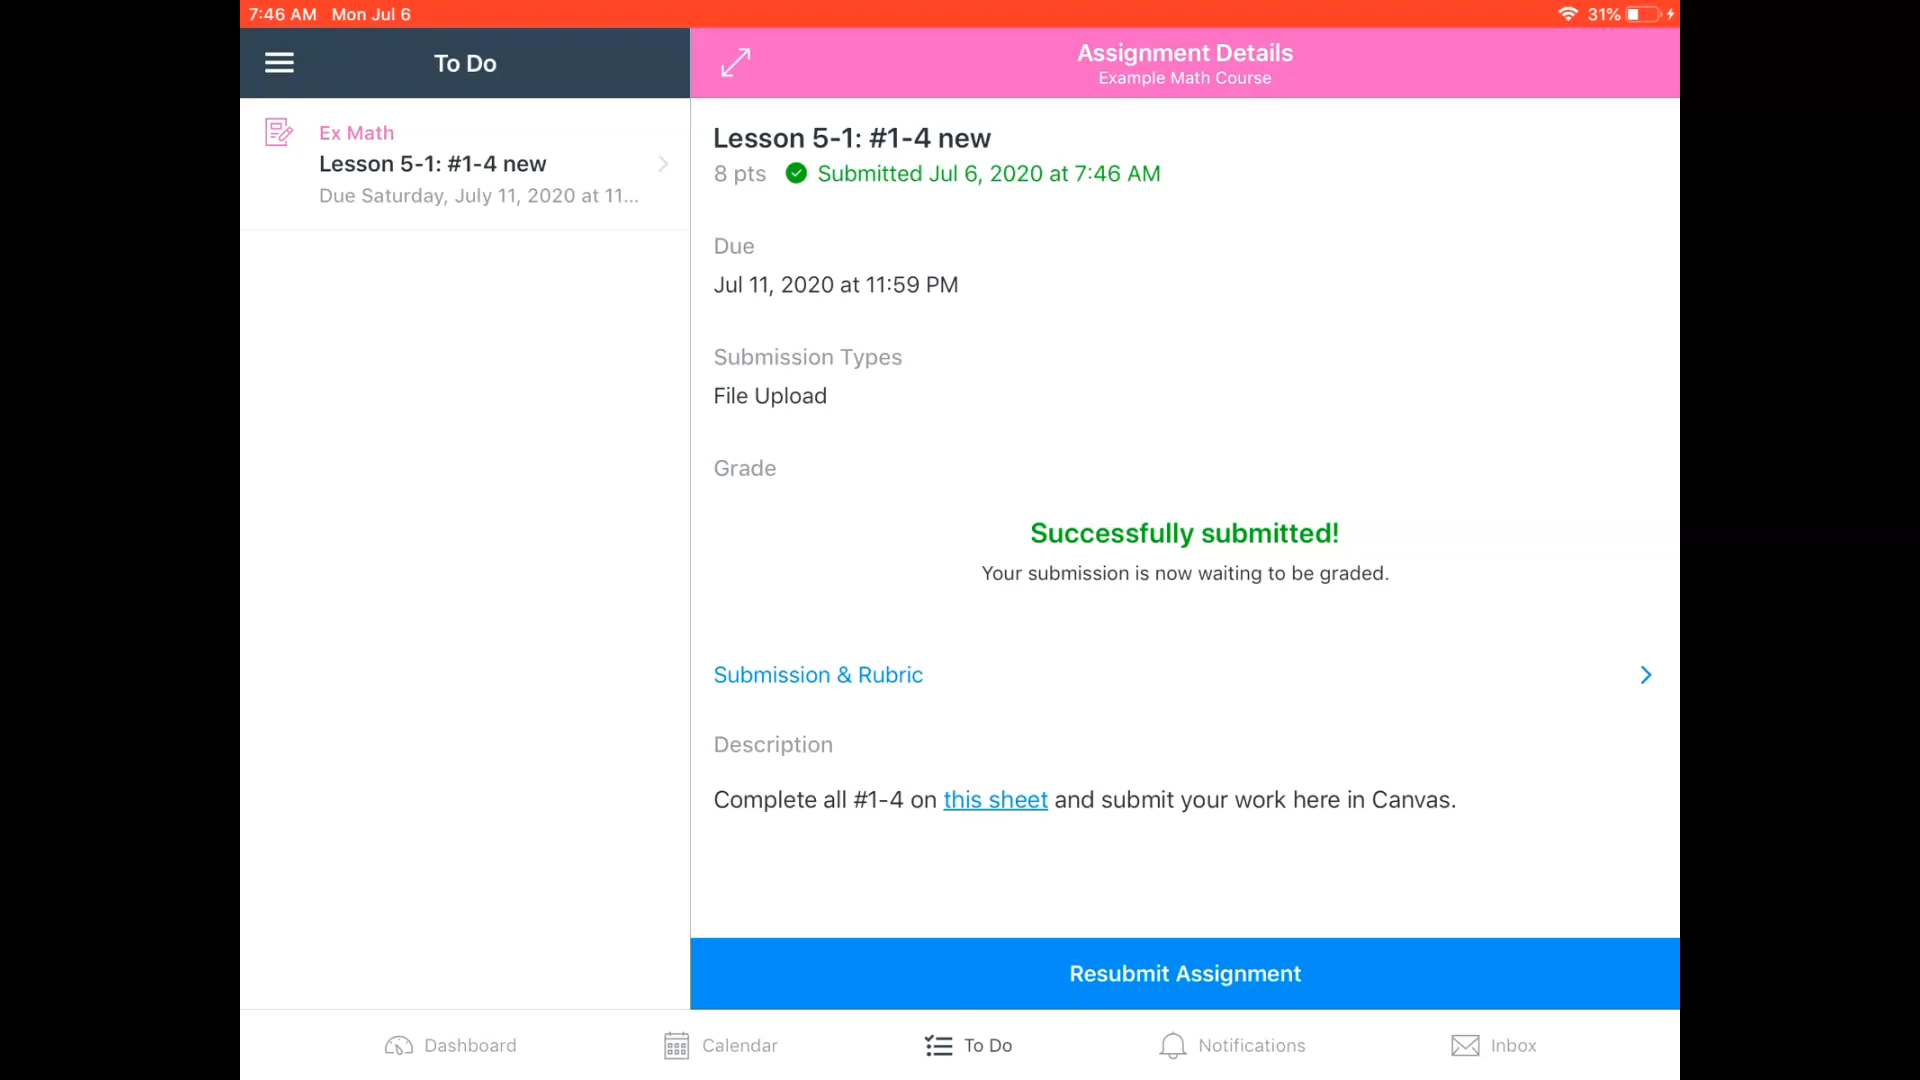 7:46 AM Mon Jul 6
31%
To Do
Assignment Details
Example Math Course
Ex Math
Lesson 5-1: #1-4 new
Due Saturday, July 11, 2020 at 11...
Lesson 5-1: #1-4 new
8 pts Submitted Jul 6, 2020 at 7:46 AM
Due
Jul 11, 2020 at 11:59 PM
Submission Types
File Upload
Grade
Successfully submitted!
Your submission is now waiting to be graded.
Submission & Rubric
Description
Complete all #1-4 on this sheet and submit your work here in Canvas.
Resubmit Assignment
Dashboard
Calendar
To Do
Notifications
Inbox